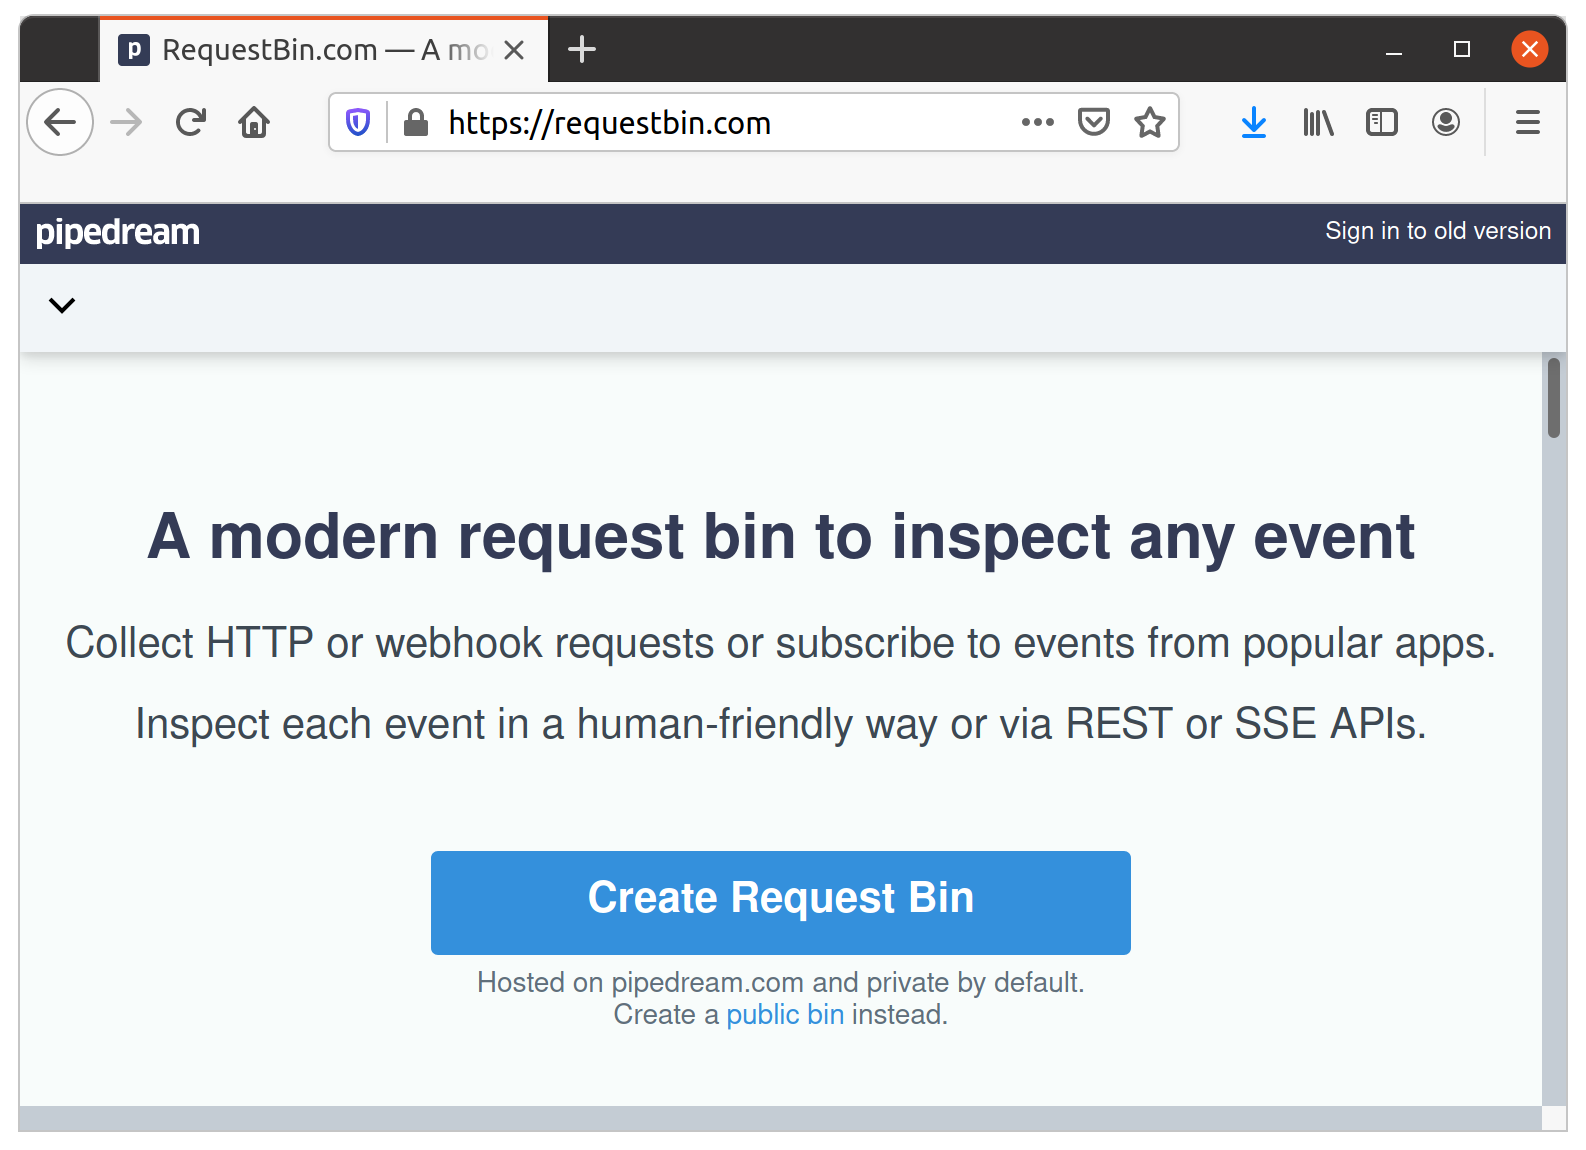 p RequestBin.com — A mo
https://requestbin.com
pipedream
Sign in to old version
A modern request bin to inspect any event
Collect HTTP or webhook requests or subscribe to events from popular apps.
Inspect each event in a human-friendly way or via REST or SSE APIs.
Create Request Bin
Hosted on pipedream.com and private by default.
Create a public bin instead.